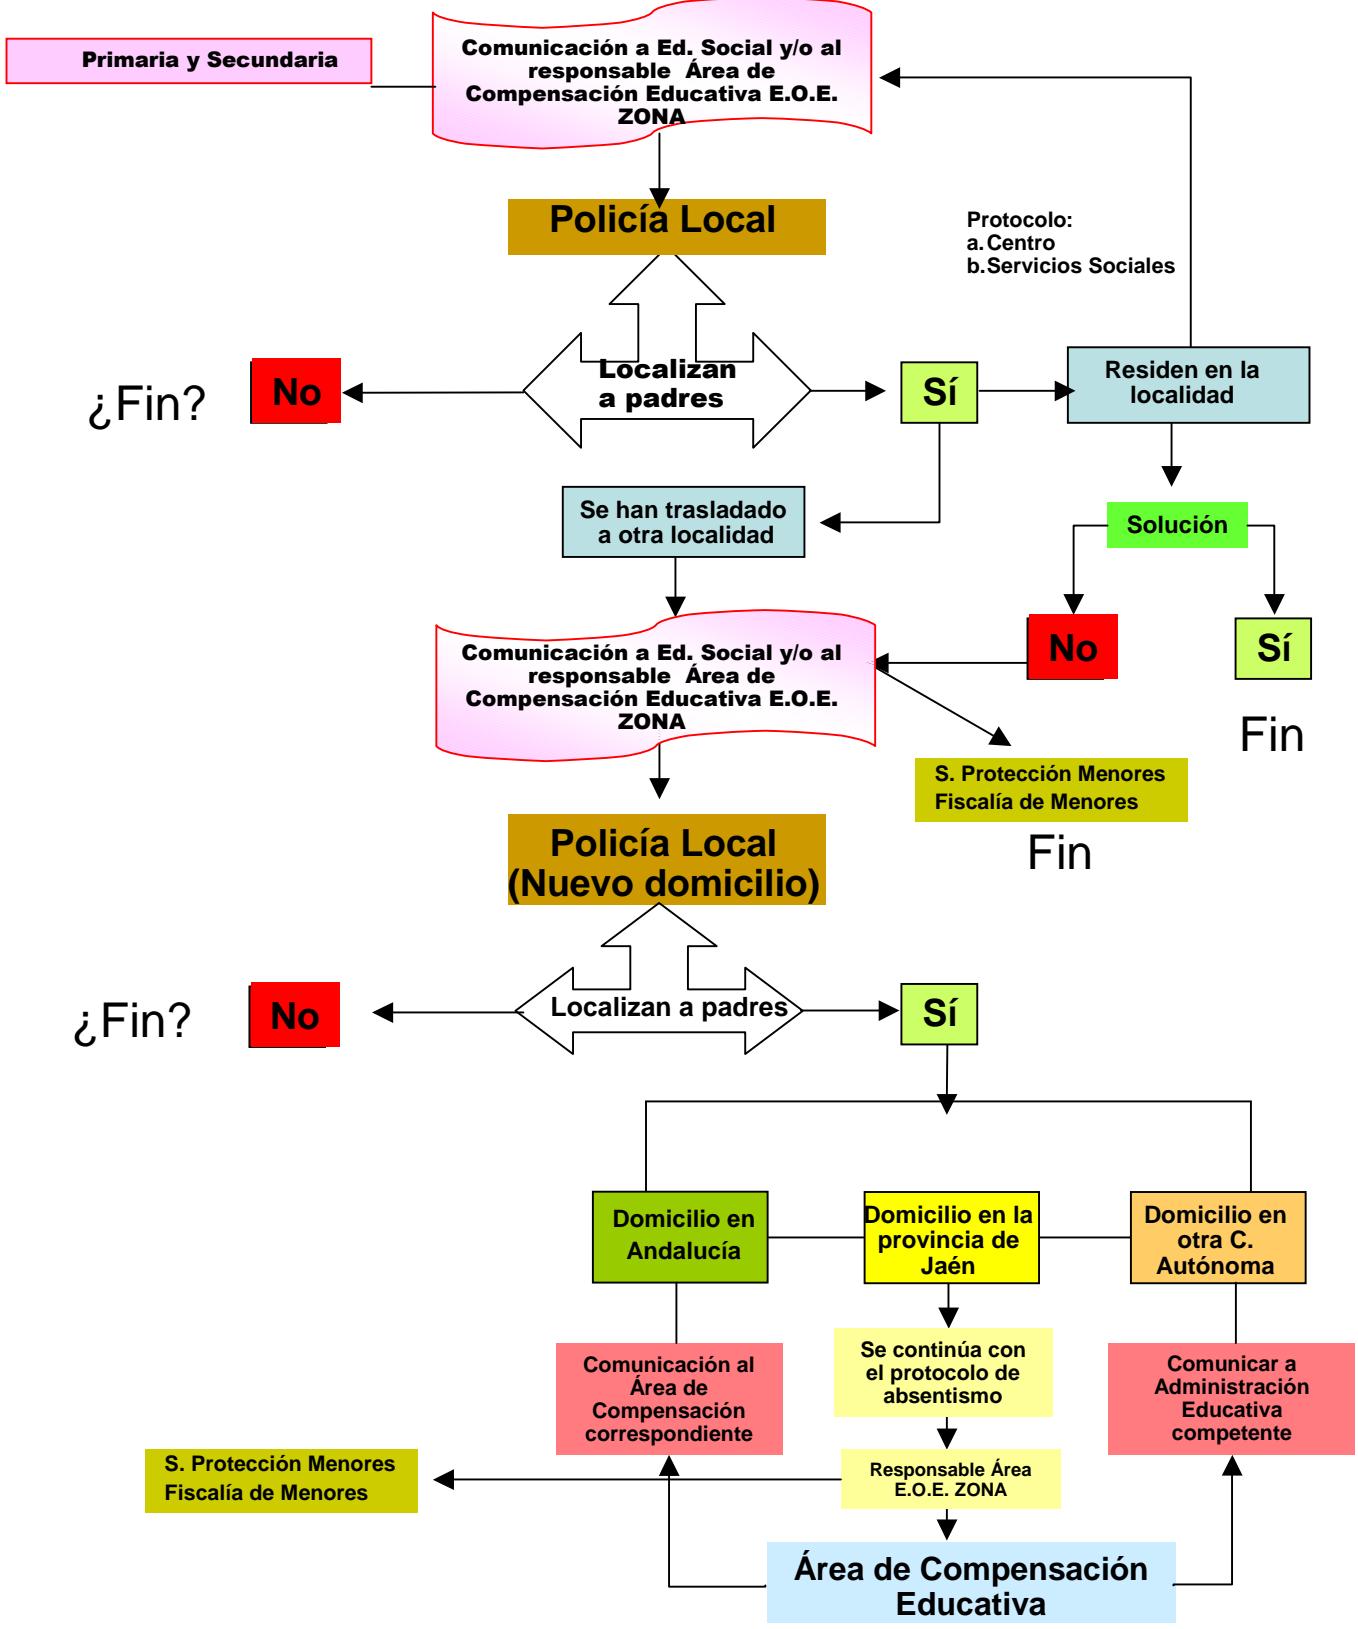 Primaria y Secundaria
Comunicación a Ed. Social y/o al
responsable Área de
Compensación Educativa E.O.E.
ZONA
Policía Local
Protocolo:
a. Centro
b. Servicios Sociales
¿Fin?
No
Localizan
a padres
Sí
Residen en la
localidad
Se han trasladado
a otra localidad
Solución
No
Sí
Fin
Comunicación a Ed. Social y/o al
responsable Área de
Compensación Educativa E.O.E.
ZONA
S. Protección Menores
Fiscalía de Menores
Fin
Policía Local
(Nuevo domicilio)
¿Fin?
No
Localizan a padres
Sí
Domicilio en
Andalucía
Domicilio en la
provincia de
Jaén
Domicilio en
otra C.
Autónoma
Comunicación al
Área de
Compensación
correspondiente
Se continúa con
el protocolo de
absentismo
Comunicar a
Administración
Educativa
competente
S. Protección Menores
Fiscalía de Menores
Responsable Área
E.O.E. ZONA
Área de Compensación
Educativa